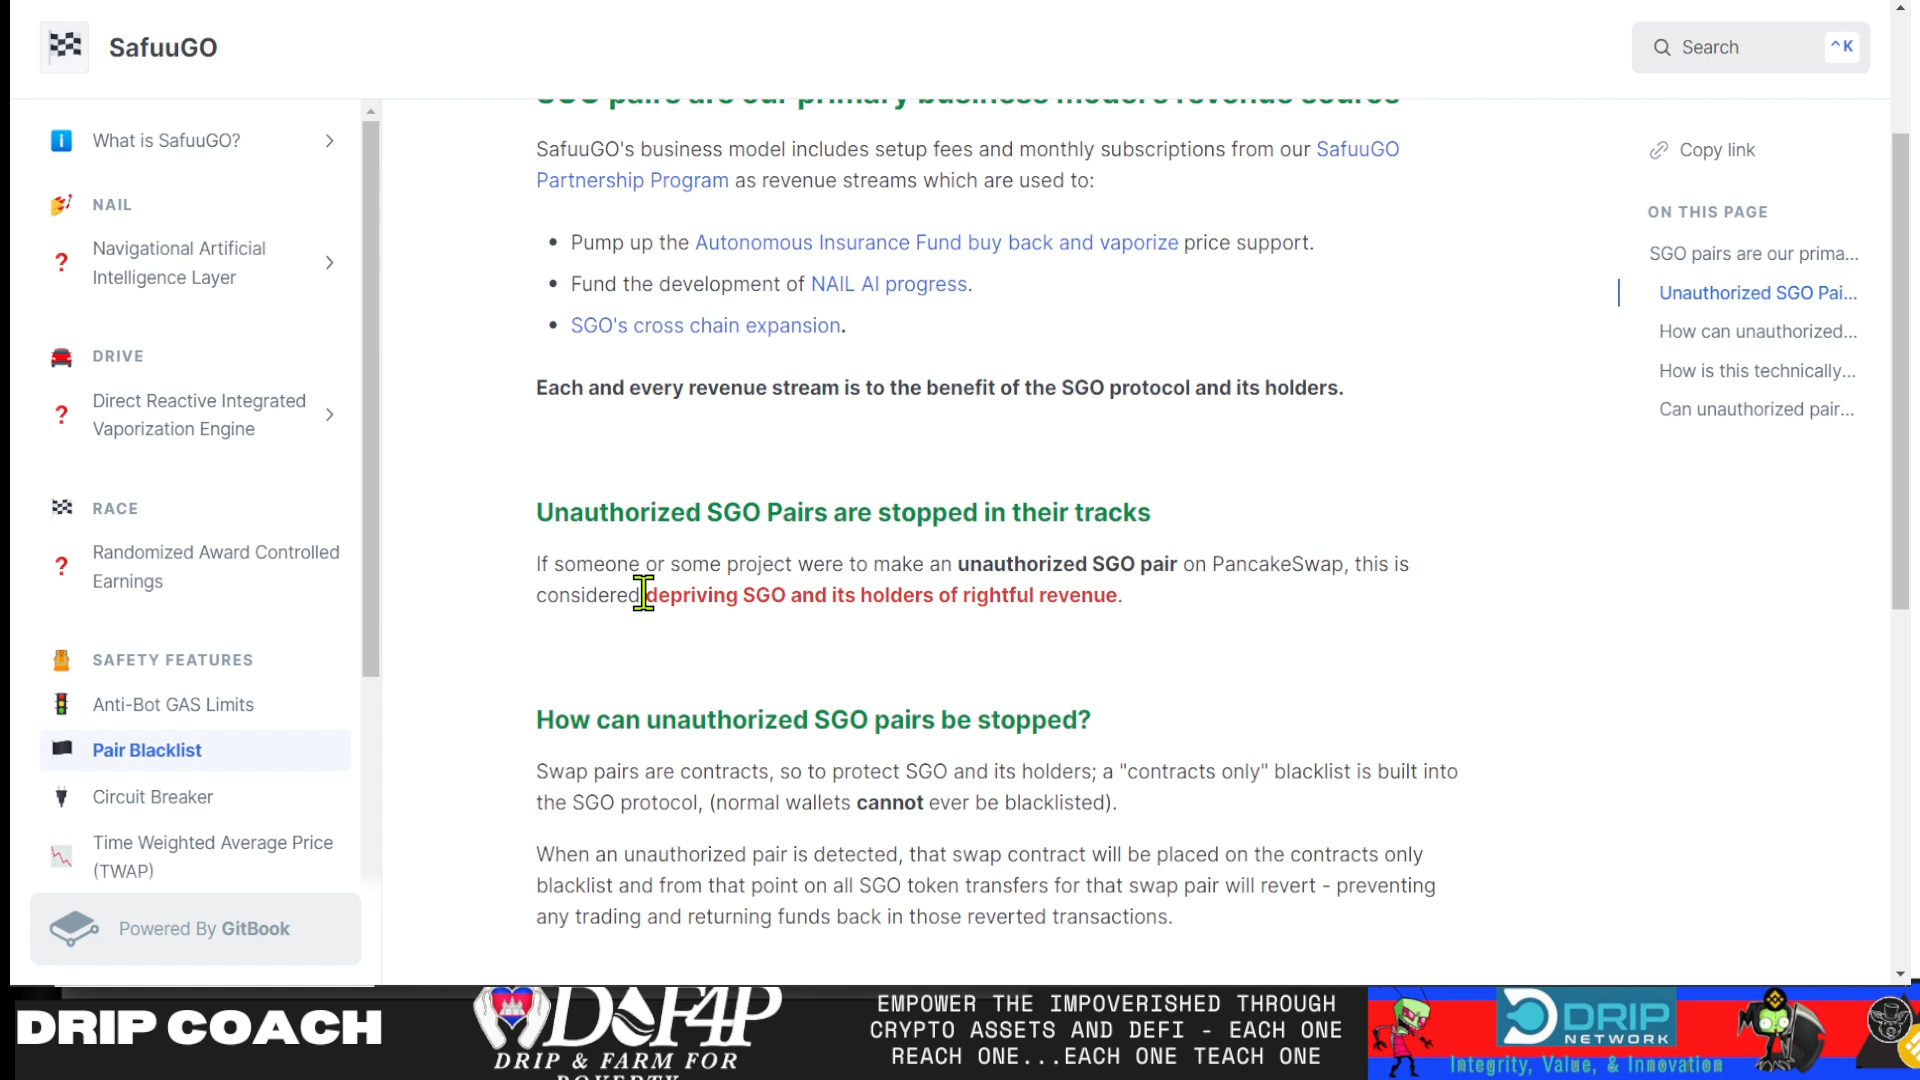 SafuuGO
Search
^K
What is SafuuGO?
NAIL
Navigational Artificial
Intelligence Layer
DRIVE
Direct Reactive Integrated
Vaporization Engine
RACE
Randomized Award Controlled
Earnings
SAFETY FEATURES
Anti-Bot GAS Limits
Pair Blacklist
Circuit Breaker
Time Weighted Average Price
(TWAP)
Powered By GitBook
SGO pairs are our primary business model's revenue source
SafuuGO's business model includes setup fees and monthly subscriptions from our SafuuGO
Partnership Program as revenue streams which are used to:
Pump up the Autonomous Insurance Fund buy back and vaporize price support.
Fund the development of NAIL AI progress.
SGO's cross chain expansion.
Each and every revenue stream is to the benefit of the SGO protocol and its holders.
Unauthorized SGO Pairs are stopped in their tracks
If someone or some project were to make an unauthorized SGO pair on PancakeSwap, this is
considered depriving SGO and its holders of rightful revenue.
How can unauthorized SGO pairs be stopped?
Swap pairs are contracts, so to protect SGO and its holders; a "contracts only" blacklist is built into
the SGO protocol, (normal wallets cannot ever be blacklisted).
When an unauthorized pair is detected, that swap contract will be placed on the contracts only
blacklist and from that point on all SGO token transfers for that swap pair will revert - preventing
any trading and returning funds back in those reverted transactions.
Copy link
ON THIS PAGE
SGO pairs are our prima...
Unauthorized SGO Pai...
How can unauthorized...
How is this technically...
Can unauthorized pair...
DRIP COACH
DAF4P
DRIP & FARM FOR
POVERTY
EMPOWER THE IMPOVERISHED THROUGH
CRYPTO ASSETS AND DEFI - EACH ONE
REACH ONE...EACH ONE TEACH ONE
DRIP
NETWORK
Integrity, Value, & Innovation